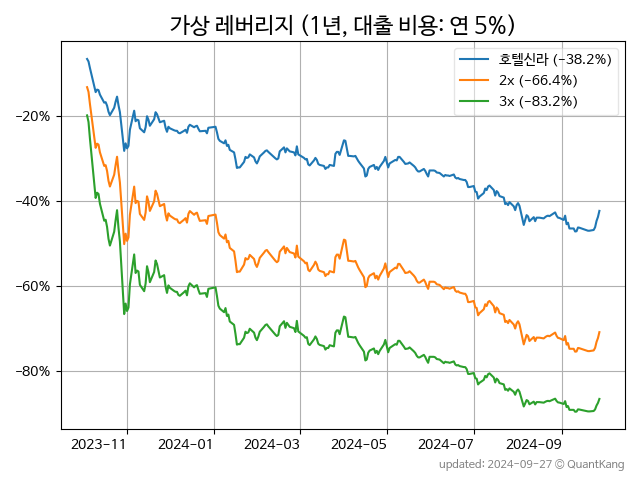 가상 레버리지 (1년, 대출 비용: 연 5%)
호텔신라 (−38.2%)
2x (−66.4%)
3x (−83.2%)
−20%
−40%
−60%
−80%
2023−11 2024−01 2024−03 2024−05 2024−07 2024−09
updated: 2024−09−27 © QuantKang